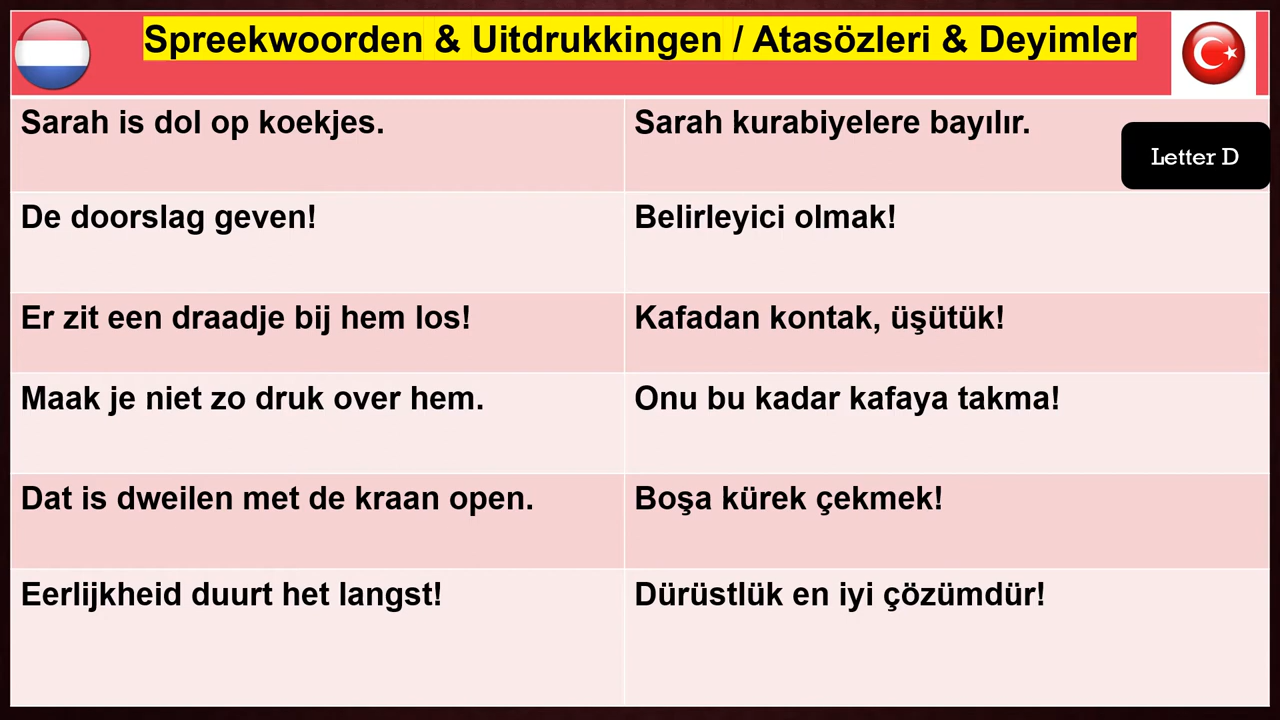 Spreekwoorden & Uitdrukkingen / Atasözleri & Deyimler
Sarah is dol op koekjes.
Sarah kurabiyelere bayılır.
Letter D
De doorslag geven!
Belirleyici olmak!
Er zit een draadje bij hem los!
Kafadan kontak, üşütük!
Maak je niet zo druk over hem.
Onu bu kadar kafaya takma!
Dat is dweilen met de kraan open.
Boşa kürek çekmek!
Eerlijkheid duurt het langst!
Dürüstlük en iyi çözümdür!